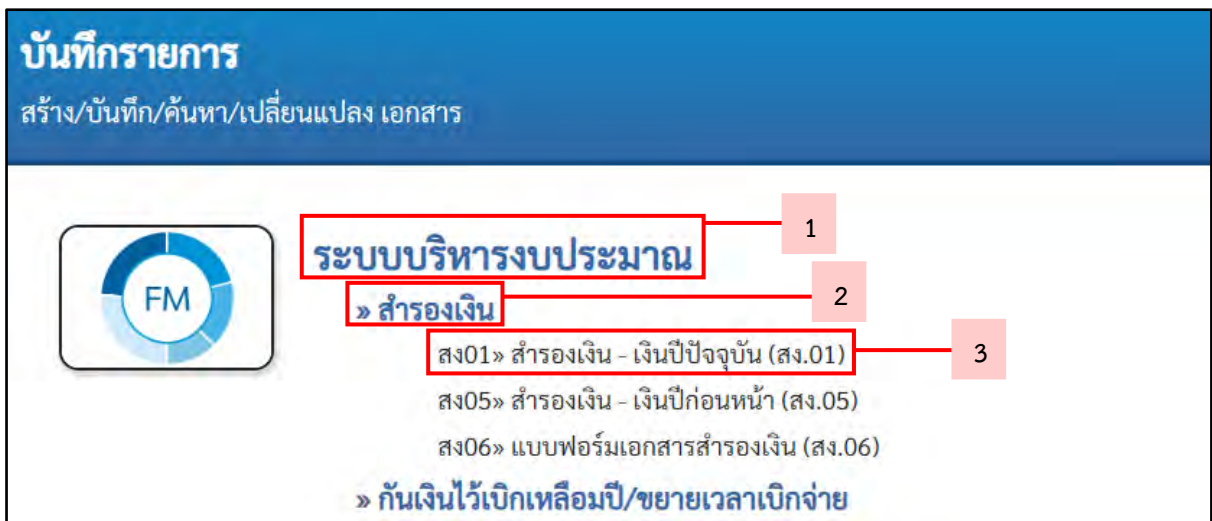 บันทึกรายการ
สร้าง/บันทึก/ค้นหา/เปลี่ยนแปลง เอกสาร
1
ระบบบริหารงบประมาณ
FM
2
» สำรองเงิน
สง01» สำรองเงิน - เงินปีปัจจุบัน (สง.01)
3
สง05» สำรองเงิน - เงินปีก่อนหน้า (สง.05)
สง06» แบบฟอร์มเอกสารสำรองเงิน (สง.06)
» กันเงินไว้เบิกเหลื่อมปี/ขยายเวลาเบิกจ่าย